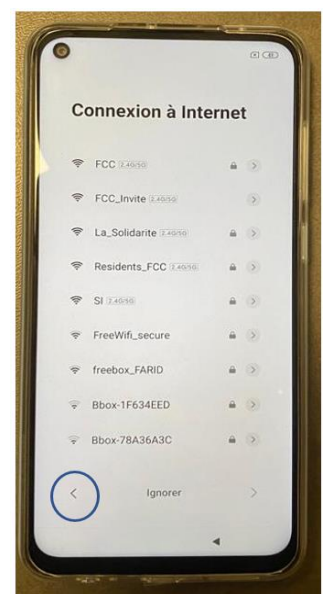 Connexion à Internet
FCC 2.4G/5G
FCC_Invite 2.4G/5G
La_Solidarite 2.4G/5G
Residents_FCC 2.4G/5G
SI 2.4G/5G
FreeWifi_secure
freebox_FARID
Bbox-1F634EED
Bbox-78A36A3C
Ignorer